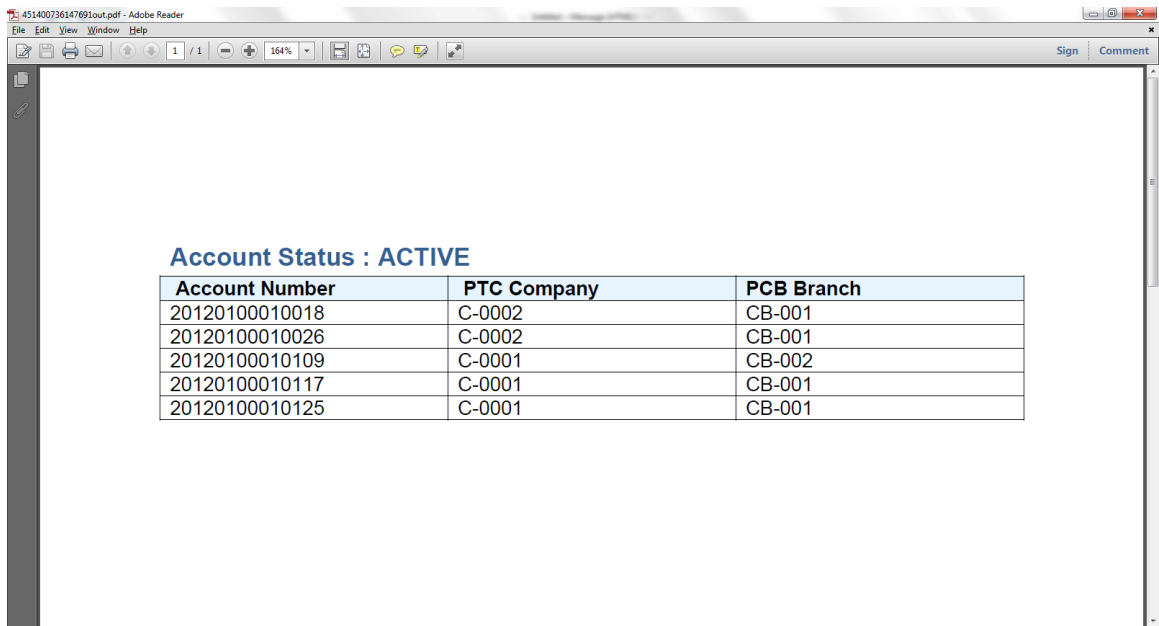 451400736147691out.pdf - Adobe Reader
File Edit View Window Help
1 / 1 164% Sign Comment
Account Status : ACTIVE
Account Number PTC Company PCB Branch
20120100010018 C-0002 CB-001
20120100010026 C-0002 CB-001
20120100010109 C-0001 CB-002
20120100010117 C-0001 CB-001
20120100010125 C-0001 CB-001